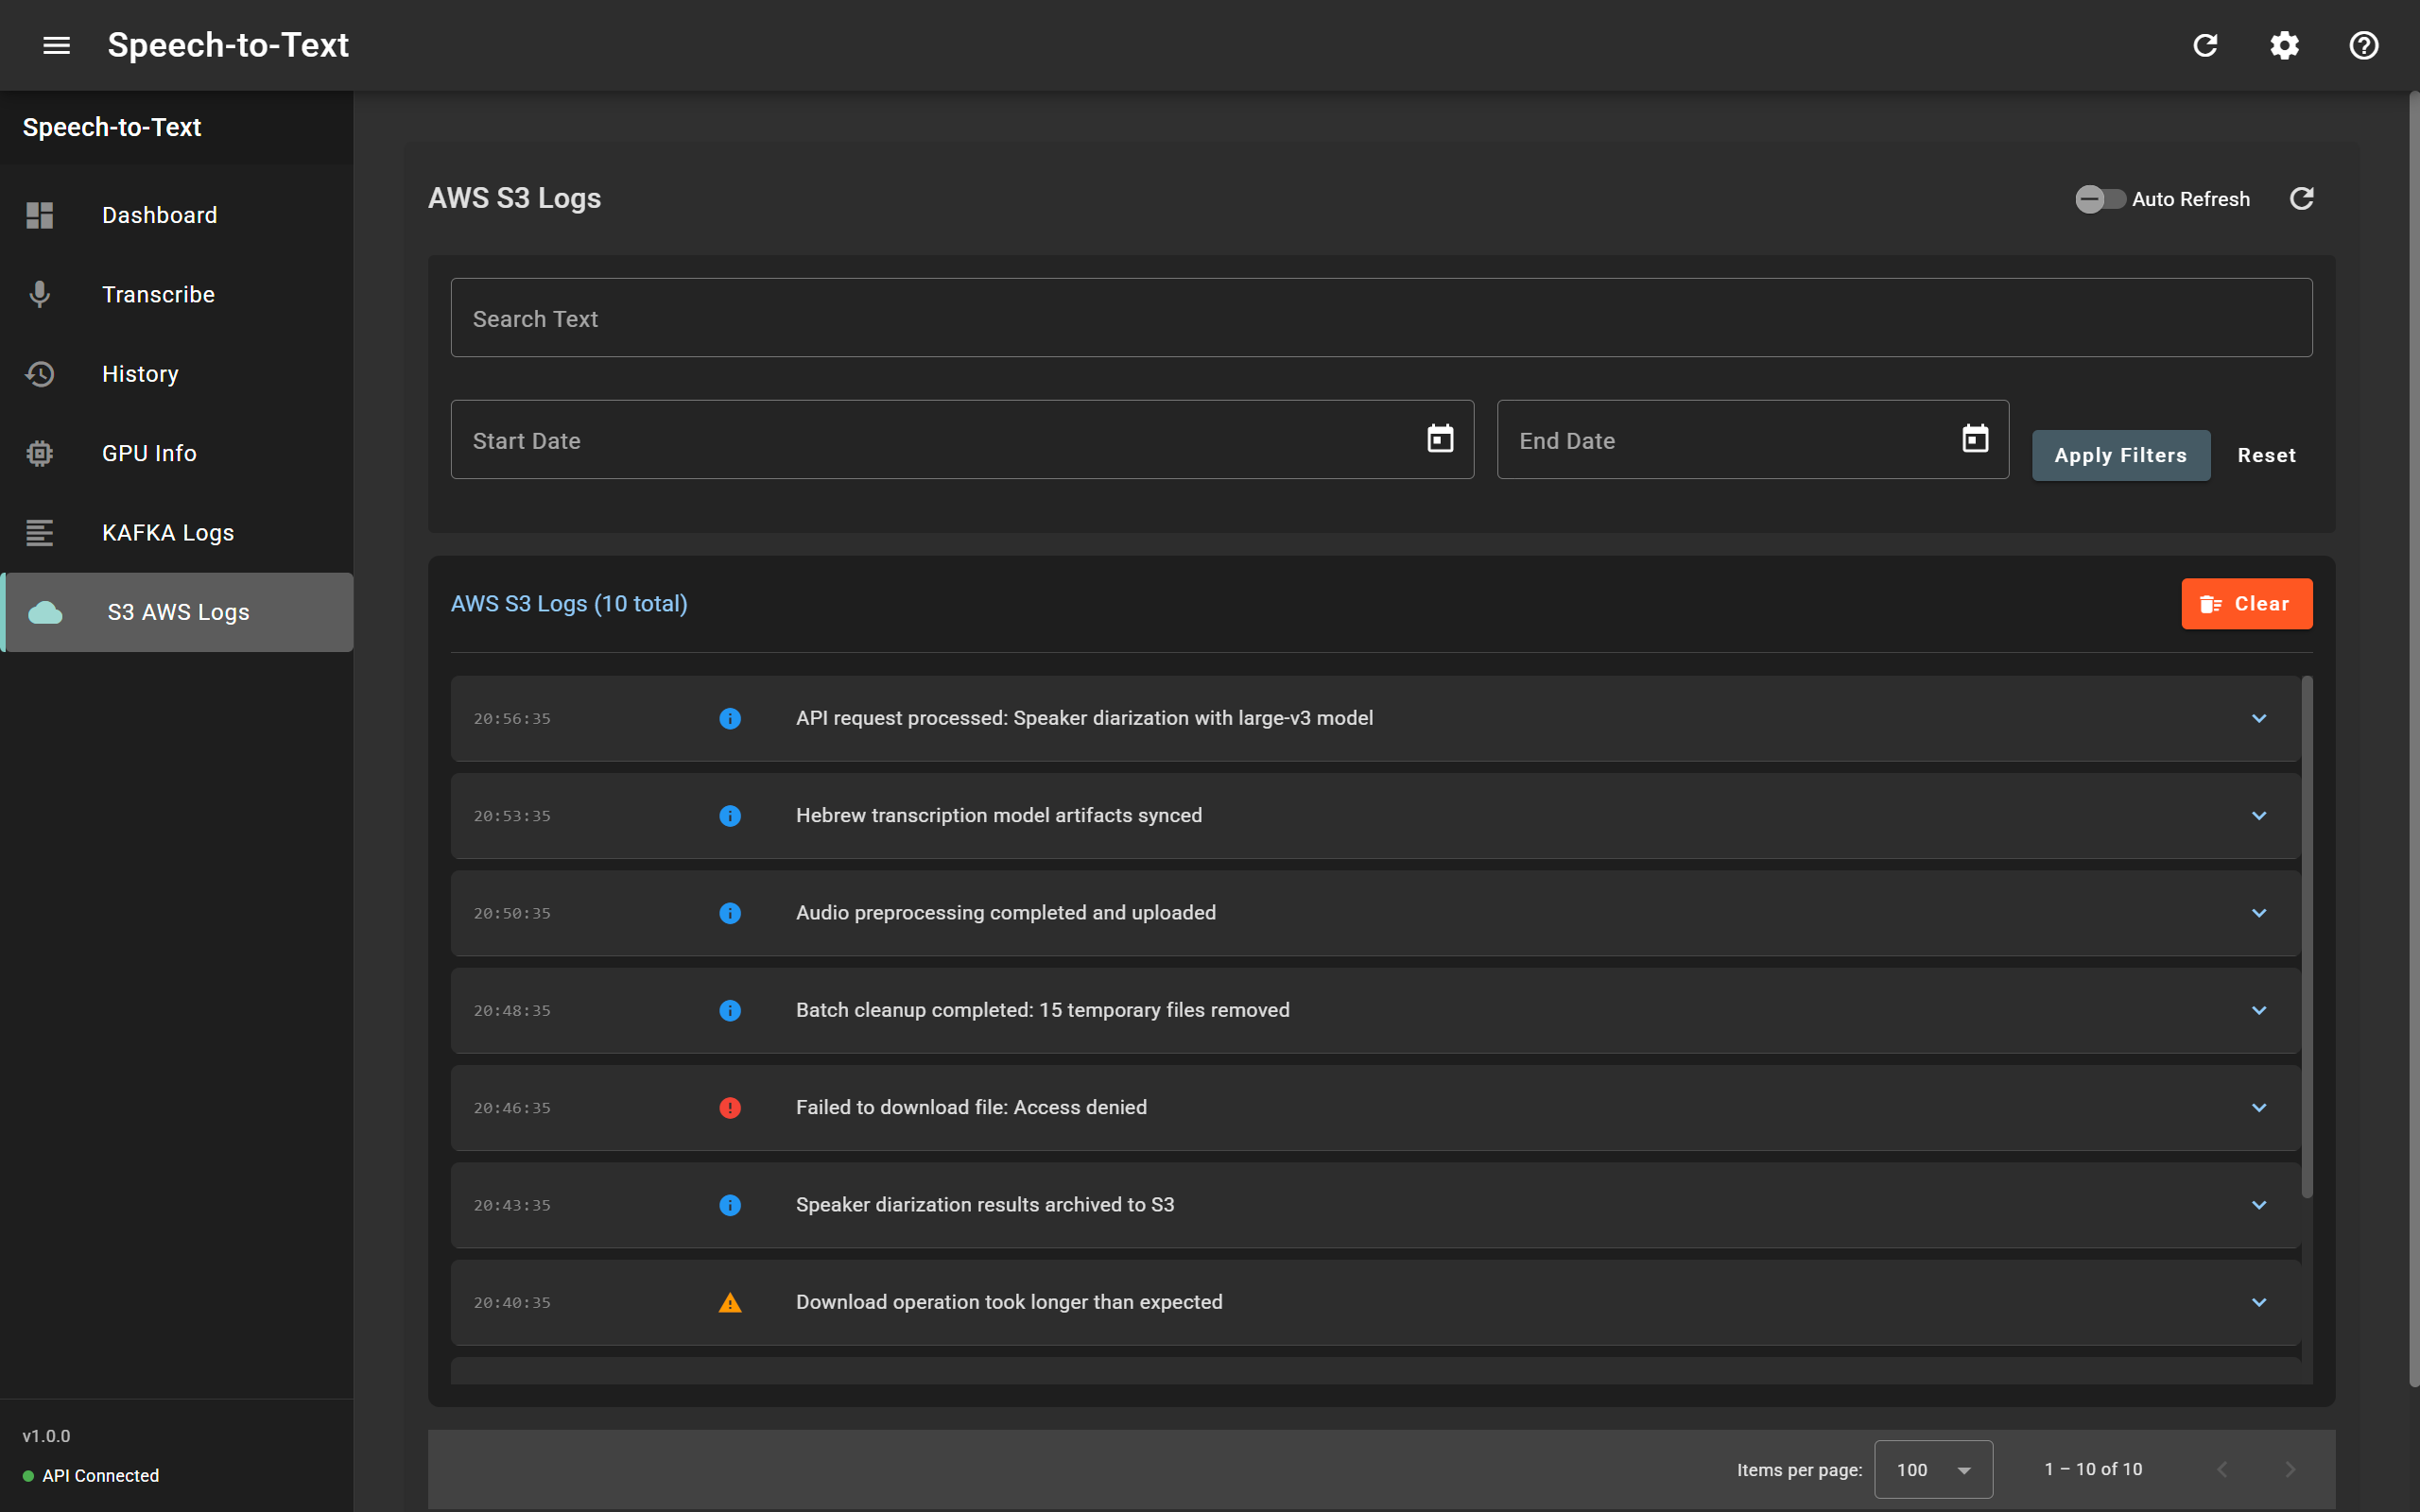 Speech-to-Text
Speech-to-Text
Dashboard
Transcribe
History
GPU Info
KAFKA Logs
S3 AWS Logs
v1.0.0
API Connected
AWS S3 Logs
Auto Refresh
Search Text
Start Date
End Date
Apply Filters
Reset
AWS S3 Logs (10 total)
Clear
20:56:35 API request processed: Speaker diarization with large-v3 model
20:53:35 Hebrew transcription model artifacts synced
20:50:35 Audio preprocessing completed and uploaded
20:48:35 Batch cleanup completed: 15 temporary files removed
20:46:35 Failed to download file: Access denied
20:43:35 Speaker diarization results archived to S3
20:40:35 Download operation took longer than expected
Items per page: 100 1 – 10 of 10